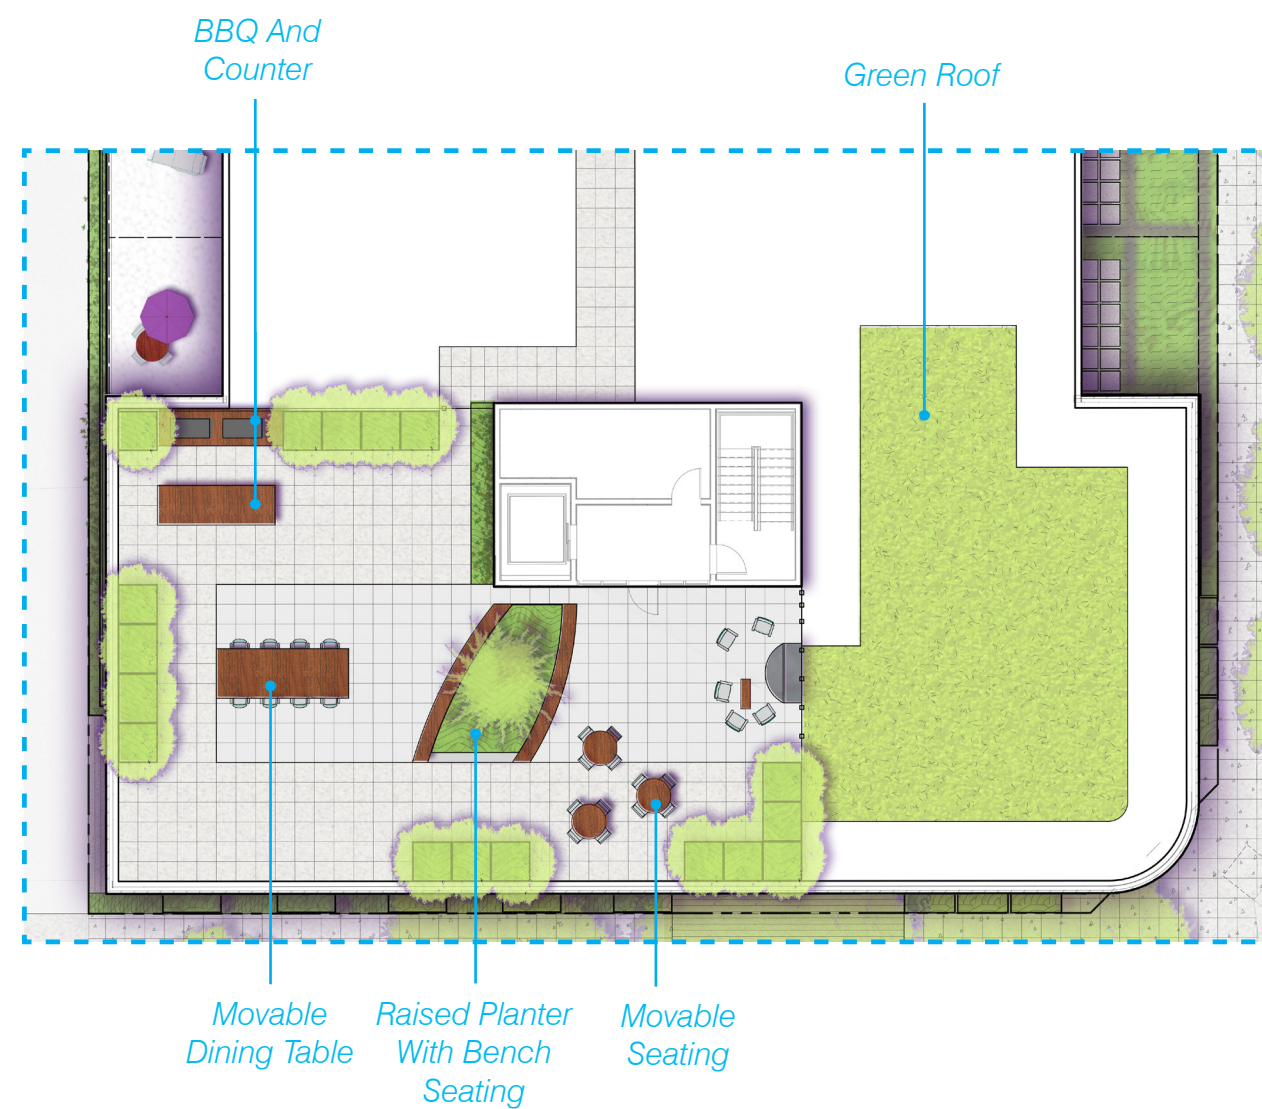 BBQ And
Counter
Green Roof
Movable
Dining Table
Raised Planter
With Bench
Seating
Movable
Seating